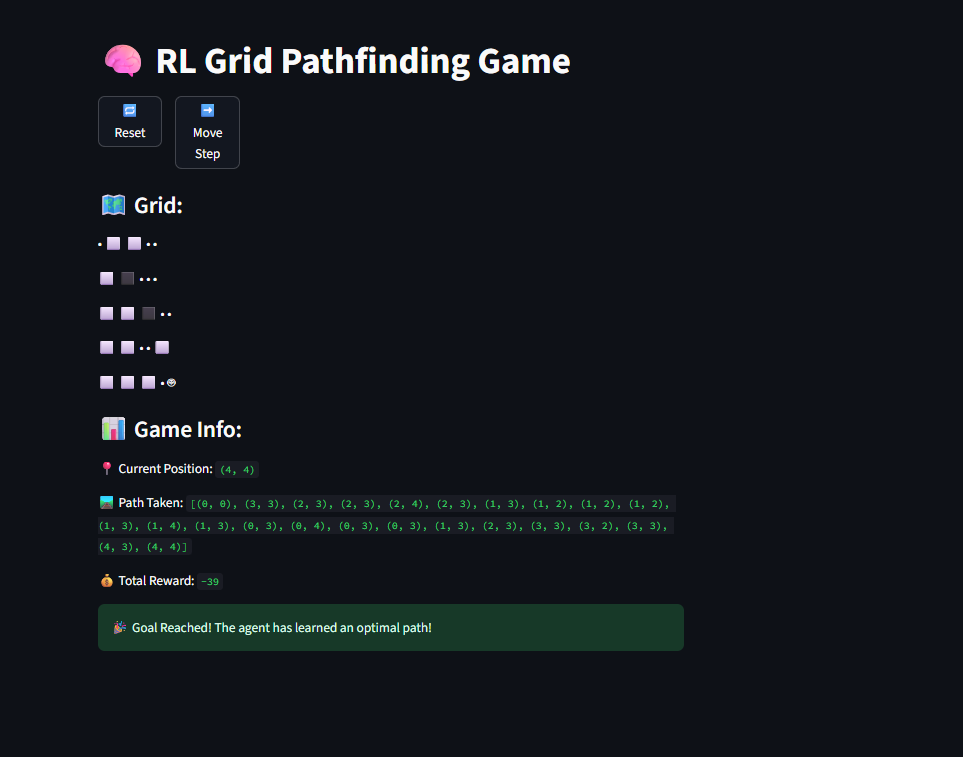 🧠 RL Grid Pathfinding Game
🔁
Reset
➡️
Move
Step
🗺️ Grid:
• ⬜ ⬜ • •
⬜ ⬛ • • •
⬜ ⬜ ⬛ • •
⬜ ⬜ • • ⬜
⬜ ⬜ ⬜ • 😀
📊 Game Info:
📍 Current Position: (4, 4)
🏞️ Path Taken: [(0, 0), (3, 3), (2, 3), (2, 3), (2, 4), (2, 3), (1, 3), (1, 2), (1, 2), (1, 2),
(1, 3), (1, 4), (1, 3), (0, 3), (0, 4), (0, 3), (0, 3), (1, 3), (2, 3), (3, 3), (3, 2), (3, 3),
(4, 3), (4, 4)]
💰 Total Reward: -39
🎉 Goal Reached! The agent has learned an optimal path!